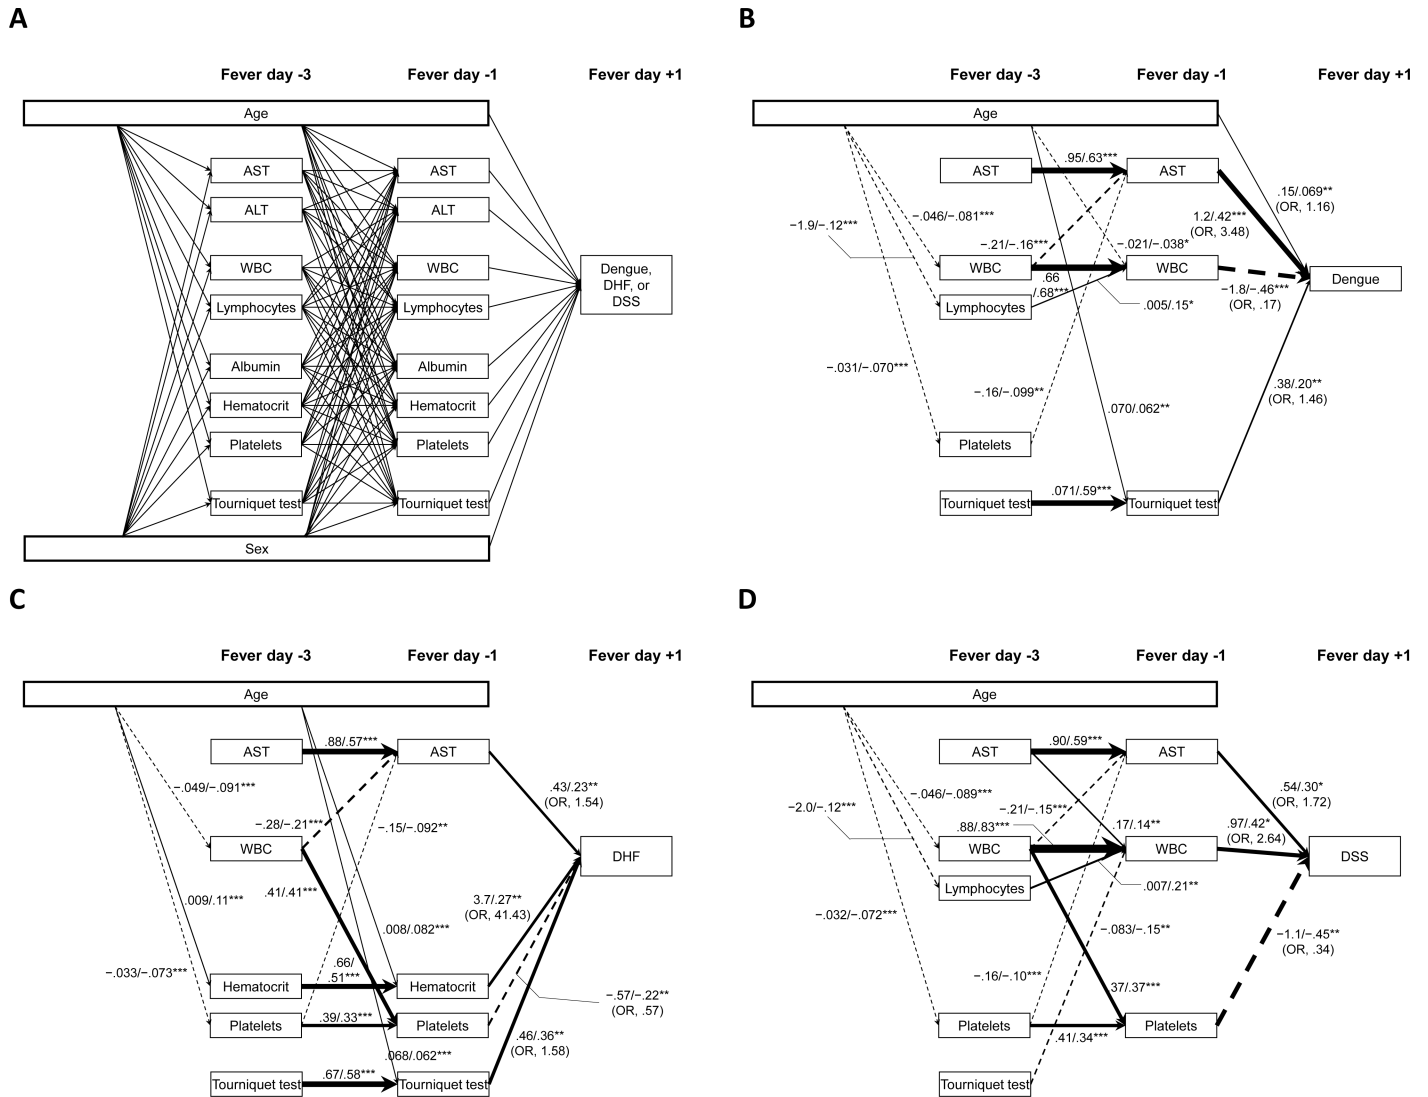 A
Fever day -3
Fever day -1
Fever day +1
Age
AST
AST
ALT
ALT
WBC
WBC
Lymphocytes
Lymphocytes
Dengue,
DHF, or
DSS
Albumin
Albumin
Hematocrit
Hematocrit
Platelets
Platelets
Tourniquet test
Tourniquet test
Sex
B
Fever day -3
Fever day -1
Fever day +1
Age
.95/.63***
AST
AST
.15/.069**
(OR, 1.16)
−.046/−.081***
−1.9/−.12***
1.2/.42***
(OR, 3.48)
−.21/−.16***
−.021/−.038*
WBC
WBC
.66
/.68***
−1.8/−.46***
(OR, .17)
Dengue
Lymphocytes
.005/.15*
−.031/−.070***
−.16/−.099**
.38/.20**
(OR, 1.46)
.070/.062**
Platelets
.071/.59***
Tourniquet test
Tourniquet test
C
Fever day -3
Fever day -1
Fever day +1
Age
.88/.57***
AST
AST
−.049/−.091***
.43/.23**
(OR, 1.54)
−.28/−.21***
−.15/−.092**
WBC
DHF
.41/.41***
.009/.11***
3.7/.27**
(OR, 41.43)
.008/.082***
.66/
.51***
−.033/−.073***
Hematocrit
Hematocrit
−.57/−.22**
(OR, .57)
.39/.33***
Platelets
Platelets
.46/.36**
(OR, 1.58)
.068/.062***
.67/.58***
Tourniquet test
Tourniquet test
D
Fever day -3
Fever day -1
Fever day +1
Age
.90/.59***
AST
AST
−.046/−.089***
.54/.30*
(OR, 1.72)
−2.0/−.12***
−.21/−.15***
.88/.83***
.17/.14**
.97/.42*
(OR, 2.64)
WBC
WBC
DSS
Lymphocytes
.007/.21**
−.032/−.072***
−.083/−.15**
−1.1/−.45**
(OR, .34)
−.16/−.10***
.37/.37***
Platelets
Platelets
.41/.34***
Tourniquet test